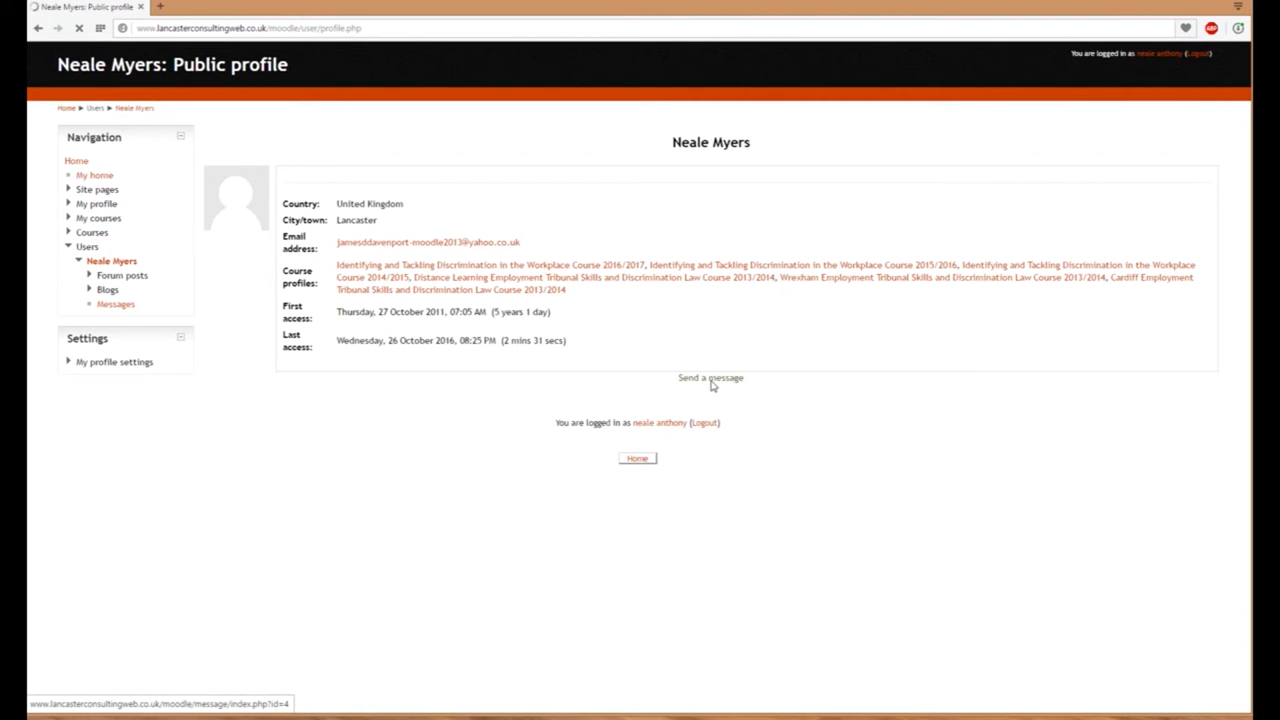 Neale Myers: Public profile
www.lancasterconsultingweb.co.uk/moodle/user/profile.php
ABP
You are logged in as neale anthony (Logout)
Neale Myers: Public profile
Home ► Users ► Neale Myers
Navigation
Home
My home
Site pages
My profile
My courses
Courses
Users
Neale Myers
Forum posts
Blogs
Messages
Settings
My profile settings
Neale Myers
Country: United Kingdom
City/town: Lancaster
Email address: jamesddavenport-moodle2013@yahoo.co.uk
Course profiles: Identifying and Tackling Discrimination in the Workplace Course 2016/2017, Identifying and Tackling Discrimination in the Workplace Course 2015/2016, Identifying and Tackling Discrimination in the Workplace
Course 2014/2015, Distance Learning Employment Tribunal Skills and Discrimination Law Course 2013/2014, Wrexham Employment Tribunal Skills and Discrimination Law Course 2013/2014, Cardiff Employment
Tribunal Skills and Discrimination Law Course 2013/2014
First access: Thursday, 27 October 2011, 07:05 AM (5 years 1 day)
Last access: Wednesday, 26 October 2016, 08:25 PM (2 mins 31 secs)
Send a message
You are logged in as neale anthony (Logout)
Home
www.lancasterconsultingweb.co.uk/moodle/message/index.php?id=4